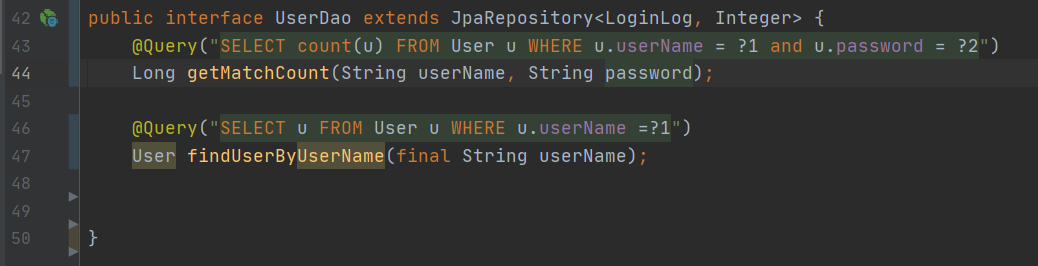 42 public interface UserDao extends JpaRepository<LoginLog, Integer> {
43 @Query("SELECT count(u) FROM User u WHERE u.userName = ?1 and u.password = ?2")
44 Long getMatchCount(String userName, String password);
45
46 @Query("SELECT u FROM User u WHERE u.userName =?1")
47 User findUserByUserName(final String userName);
48
49
50 }